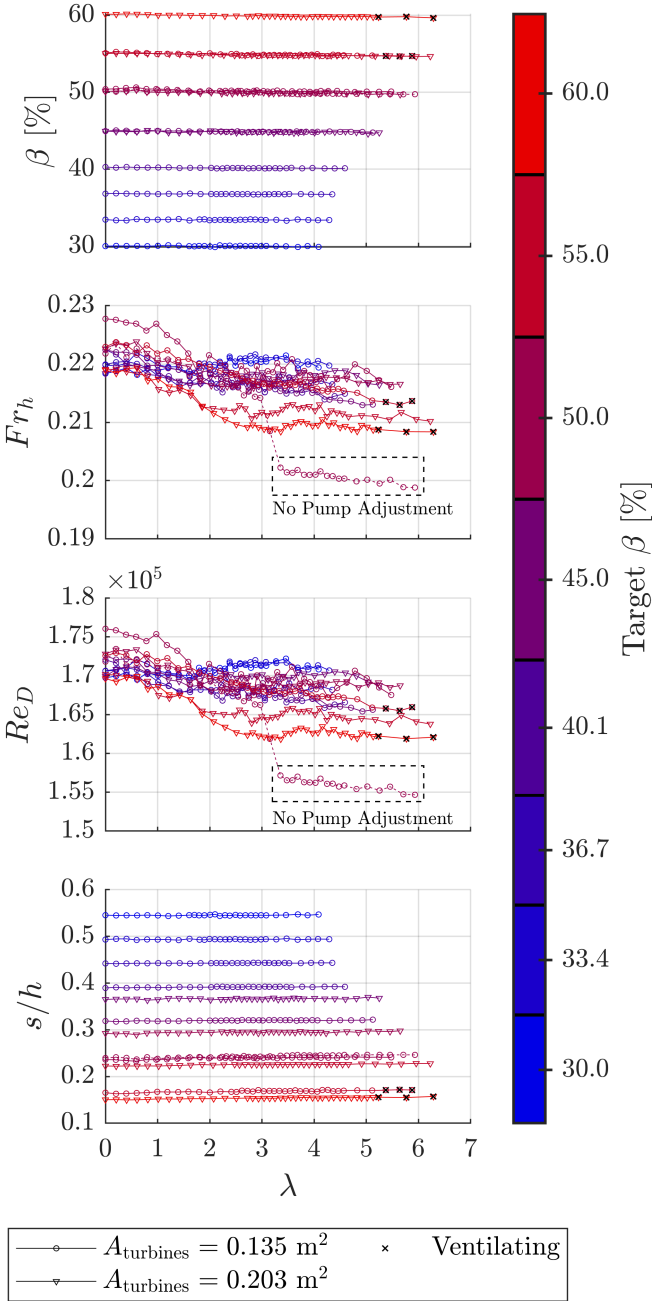 60
50
40
30
β [%]
0.23
0.22
0.21
0.2
0.19
Fr_h
No Pump Adjustment
×10⁵
1.8
1.75
1.7
1.65
1.6
1.55
1.5
Re_D
No Pump Adjustment
0.6
0.5
0.4
0.3
0.2
0.1
s/h
0 1 2 3 4 5 6 7
λ
60.0
55.0
50.0
45.0
40.1
36.7
33.4
30.0
Target β [%]
A_turbines = 0.135 m² Ventilating
A_turbines = 0.203 m²